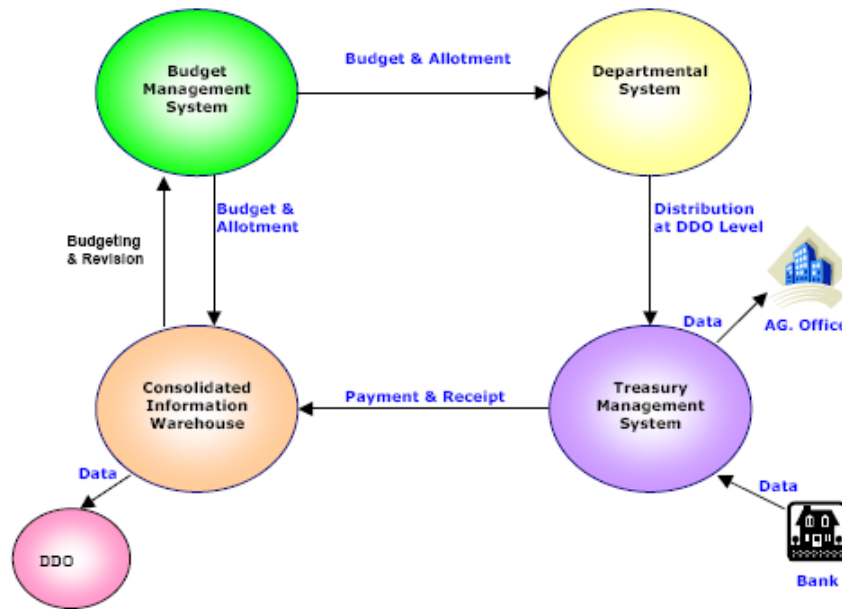 Budget
Management
System
Budget & Allotment
Departmental
System
Budget &
Allotment
Budgeting
& Revision
Distribution
at DDO Level
Data
AG. Office
Consolidated
Information
Warehouse
Payment & Receipt
Treasury
Management
System
Data
Data
DDO
Bank